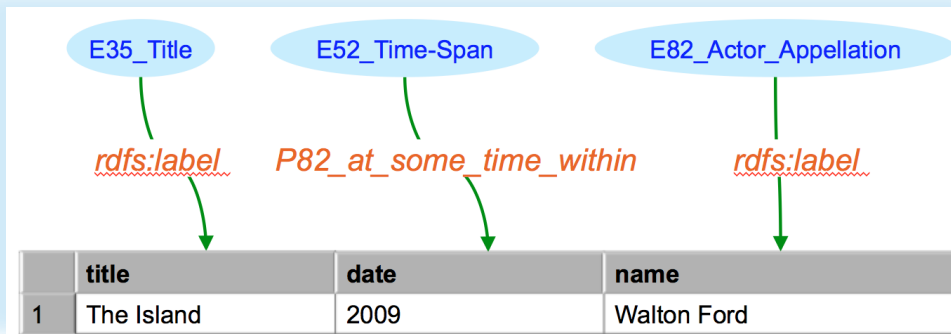 E35_Title E52_Time-Span E82_Actor_Appellation
rdfs:label P82_at_some_time_within rdfs:label
title date name
1 The Island 2009 Walton Ford